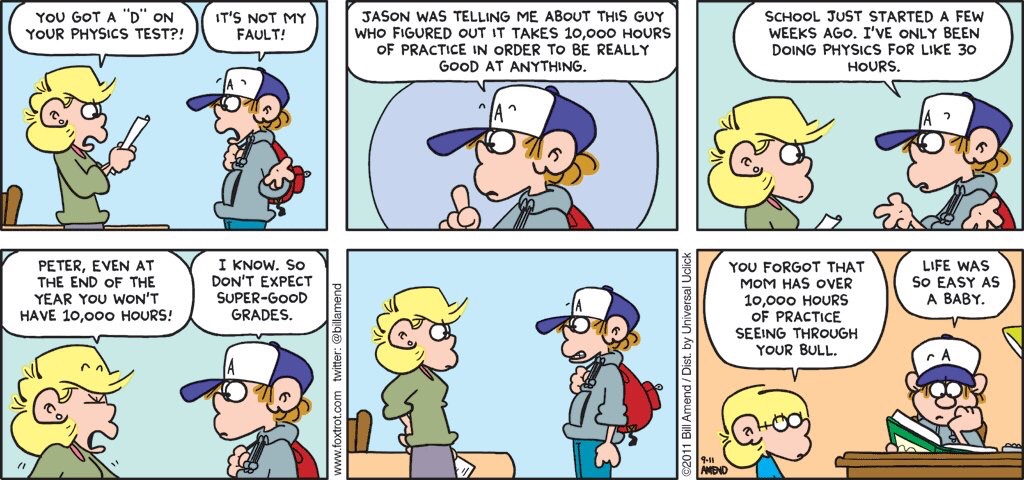 YOU GOT A "D" ON
YOUR PHYSICS TEST?!
IT'S NOT MY
FAULT!
A
JASON WAS TELLING ME ABOUT THIS GUY
WHO FIGURED OUT IT TAKES 10,000 HOURS
OF PRACTICE IN ORDER TO BE REALLY
GOOD AT ANYTHING.
A
SCHOOL JUST STARTED A FEW
WEEKS AGO. I'VE ONLY BEEN
DOING PHYSICS FOR LIKE 30
HOURS.
A
PETER, EVEN AT
THE END OF THE
YEAR YOU WON'T
HAVE 10,000 HOURS!
I KNOW. SO
DON'T EXPECT
SUPER-GOOD
GRADES.
A
www.foxtrot.com twitter: @billamend
A
©2011 Bill Amend / Dist. by Universal Uclick
YOU FORGOT THAT
MOM HAS OVER
10,000 HOURS
OF PRACTICE
SEEING THROUGH
YOUR BULL.
LIFE WAS
SO EASY AS
A BABY.
A
9-11
AMEND